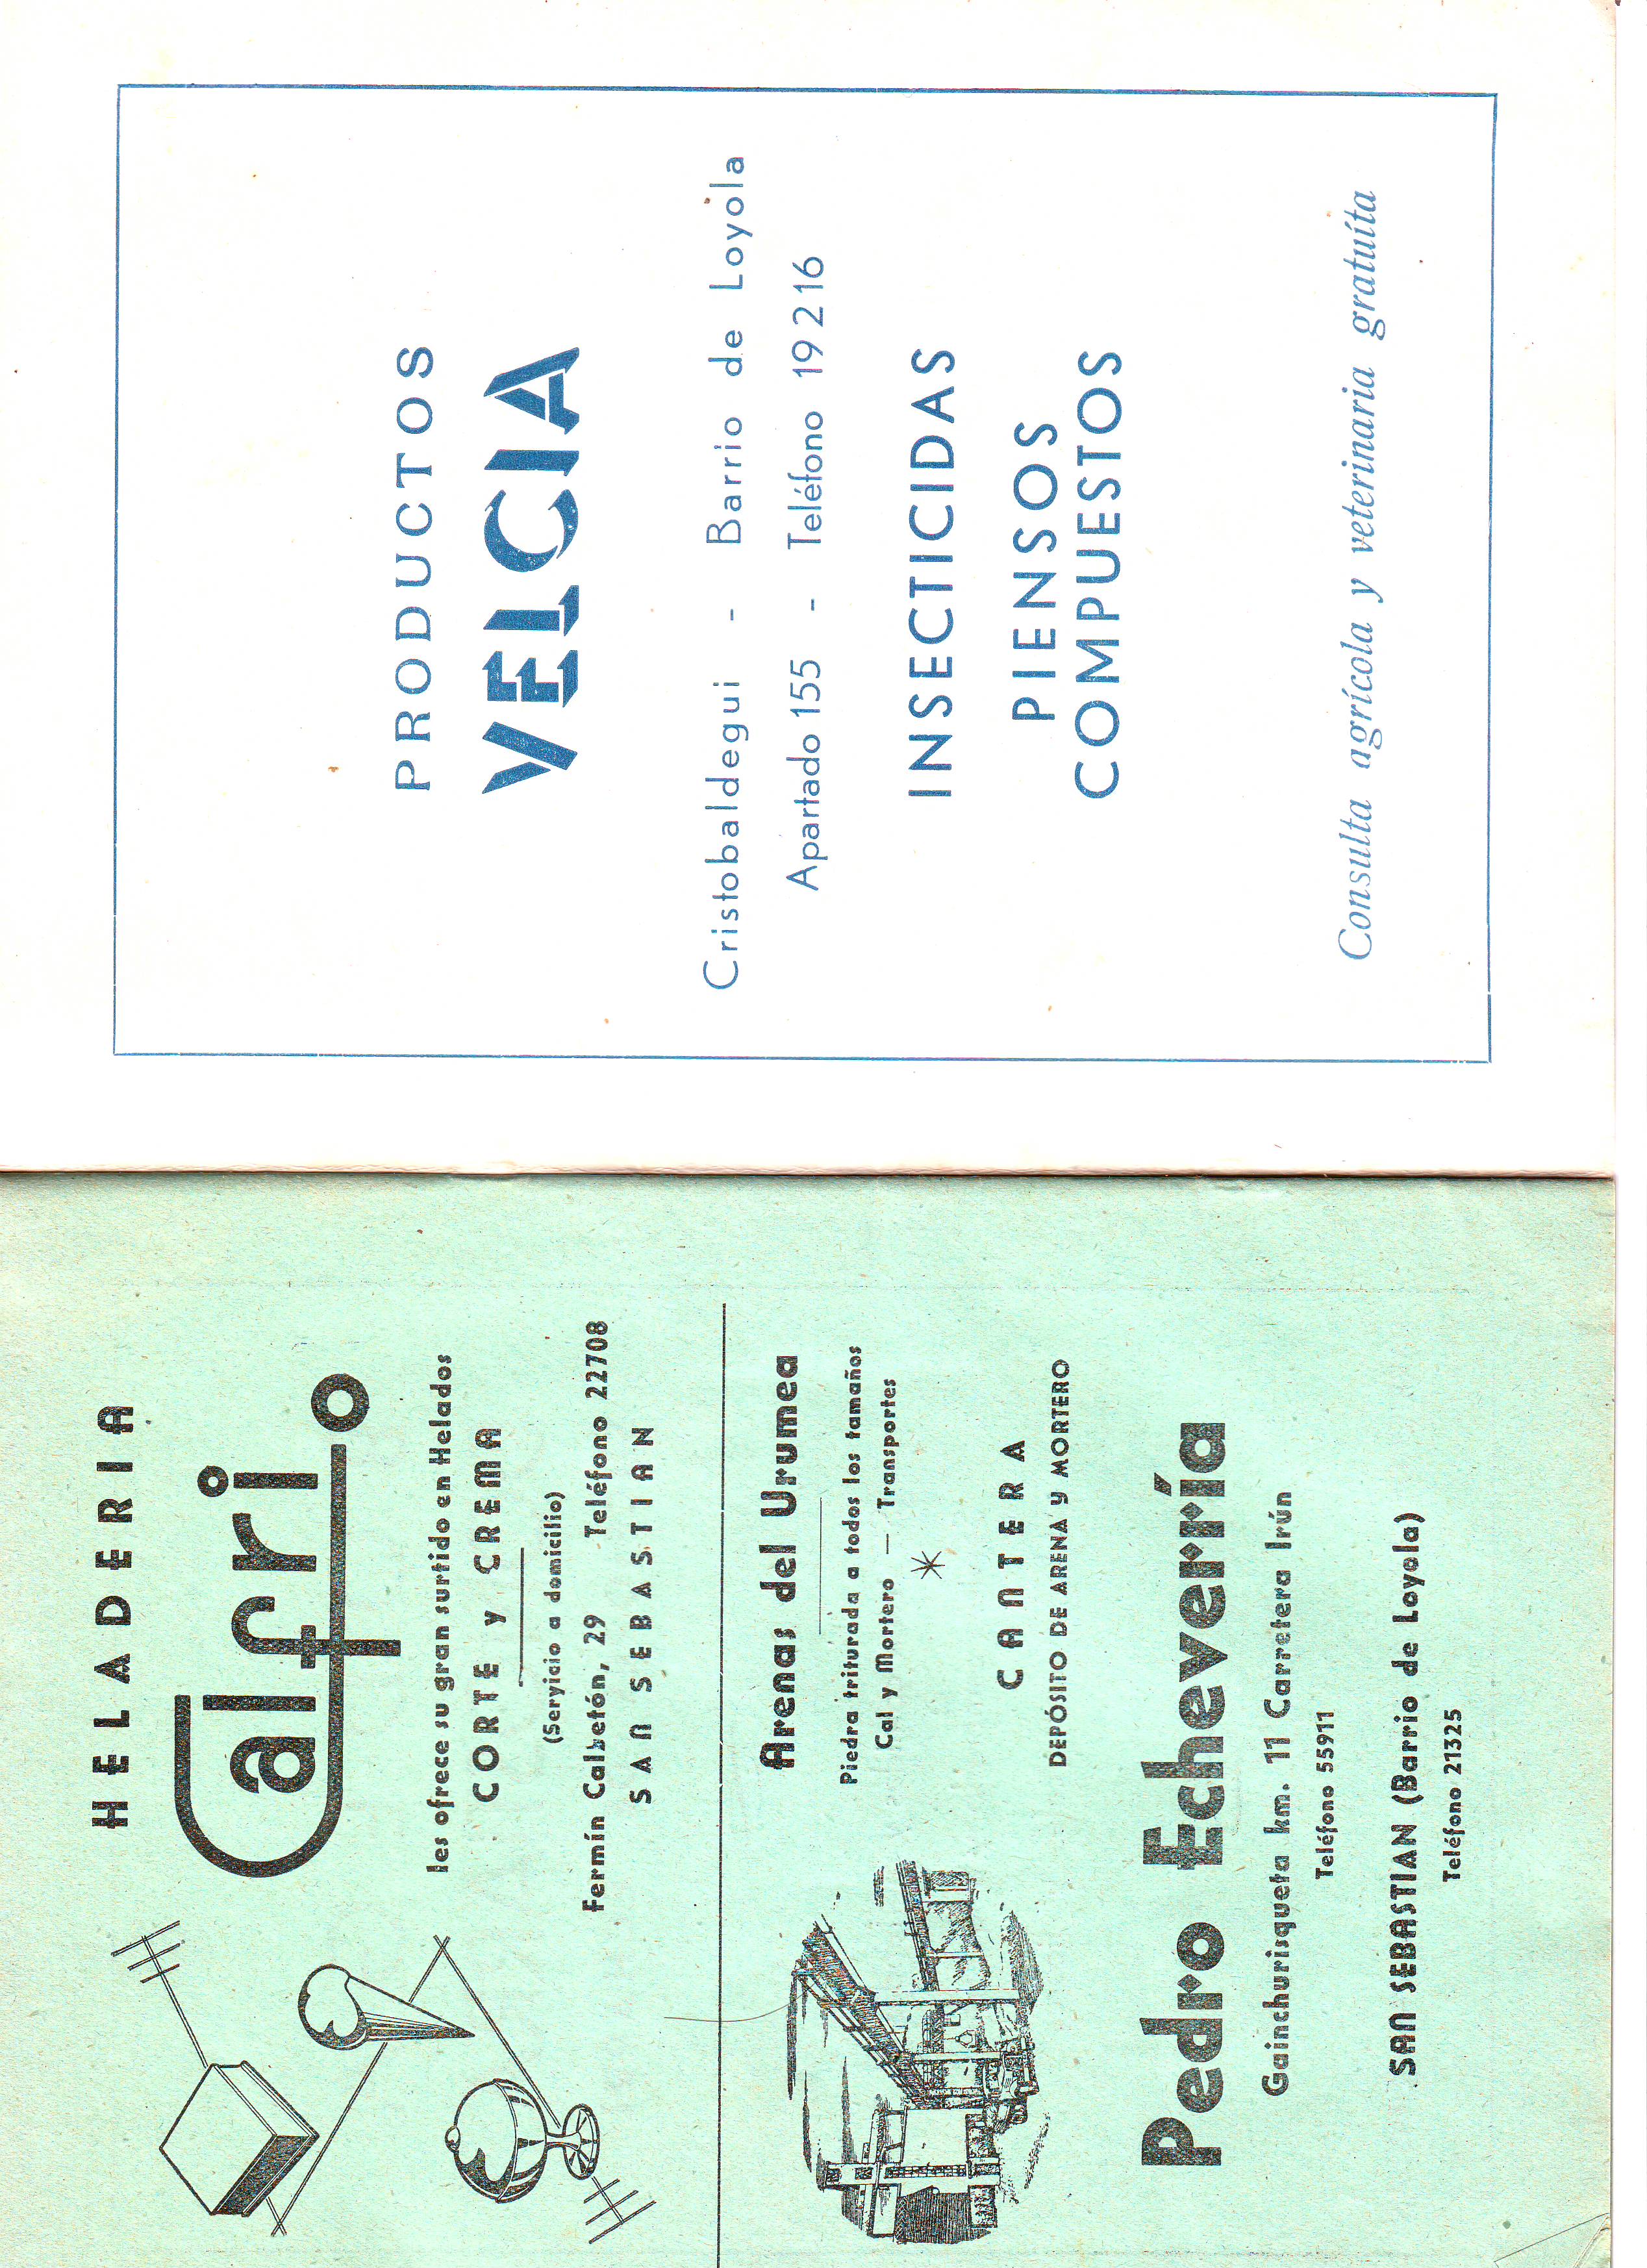 HELADERIA
Calfrio
les ofrece su gran surtido en Helados
CORTE y CREMA
(Servicio a domicilio)
Fermín Calbetón, 29 Teléfono 22708
SAN SEBASTIAN
Arenas del Urumea
Piedra triturada a todos los tamaños
Cal y Mortero — Transportes
CANTERA
DEPÓSITO DE ARENA y MORTERO
Pedro Echeverría
Gainchurisqueta km. 11 Carretera Irún
Teléfono 55911
SAN SEBASTIAN (Barrio de Loyola)
Teléfono 21325
PRODUCTOS
VELCIA
Cristobaldegui - Barrio de Loyola
Apartado 155 - Teléfono 19216
INSECTICIDAS
PIENSOS
COMPUESTOS
Consulta agrícola y veterinaria gratuíta